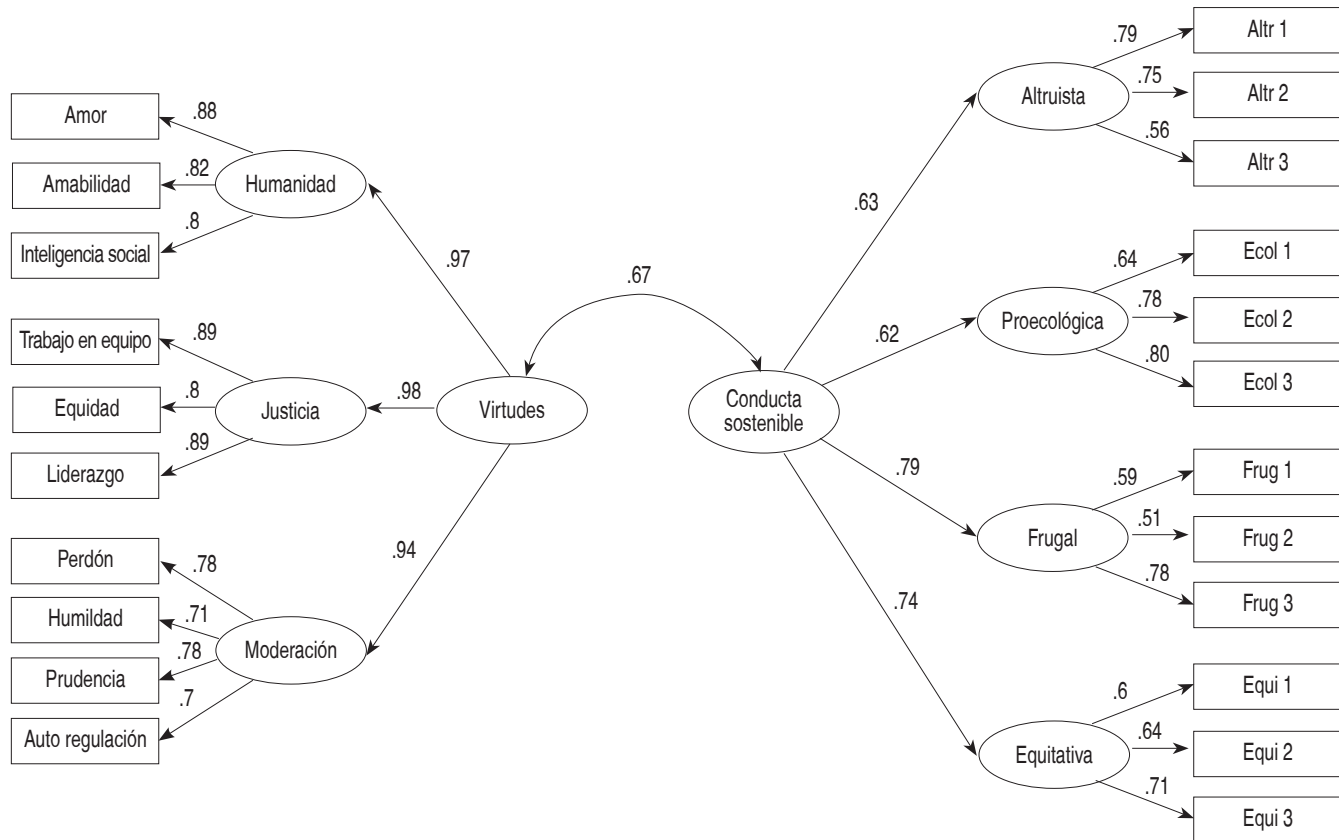 Amor
Amabilidad
Inteligencia social
.88
.82
.8
Humanidad
Trabajo en equipo
Equidad
Liderazgo
.89
.8
.89
Justicia
Perdón
Humildad
Prudencia
Auto regulación
.78
.71
.78
.7
Moderación
.97
.98
.94
Virtudes
.67
Conducta
sostenible
.63
.62
.79
.74
Altruista
.79
.75
.56
Altr 1
Altr 2
Altr 3
Proecológica
.64
.78
.80
Ecol 1
Ecol 2
Ecol 3
Frugal
.59
.51
.78
Frug 1
Frug 2
Frug 3
Equitativa
.6
.64
.71
Equi 1
Equi 2
Equi 3